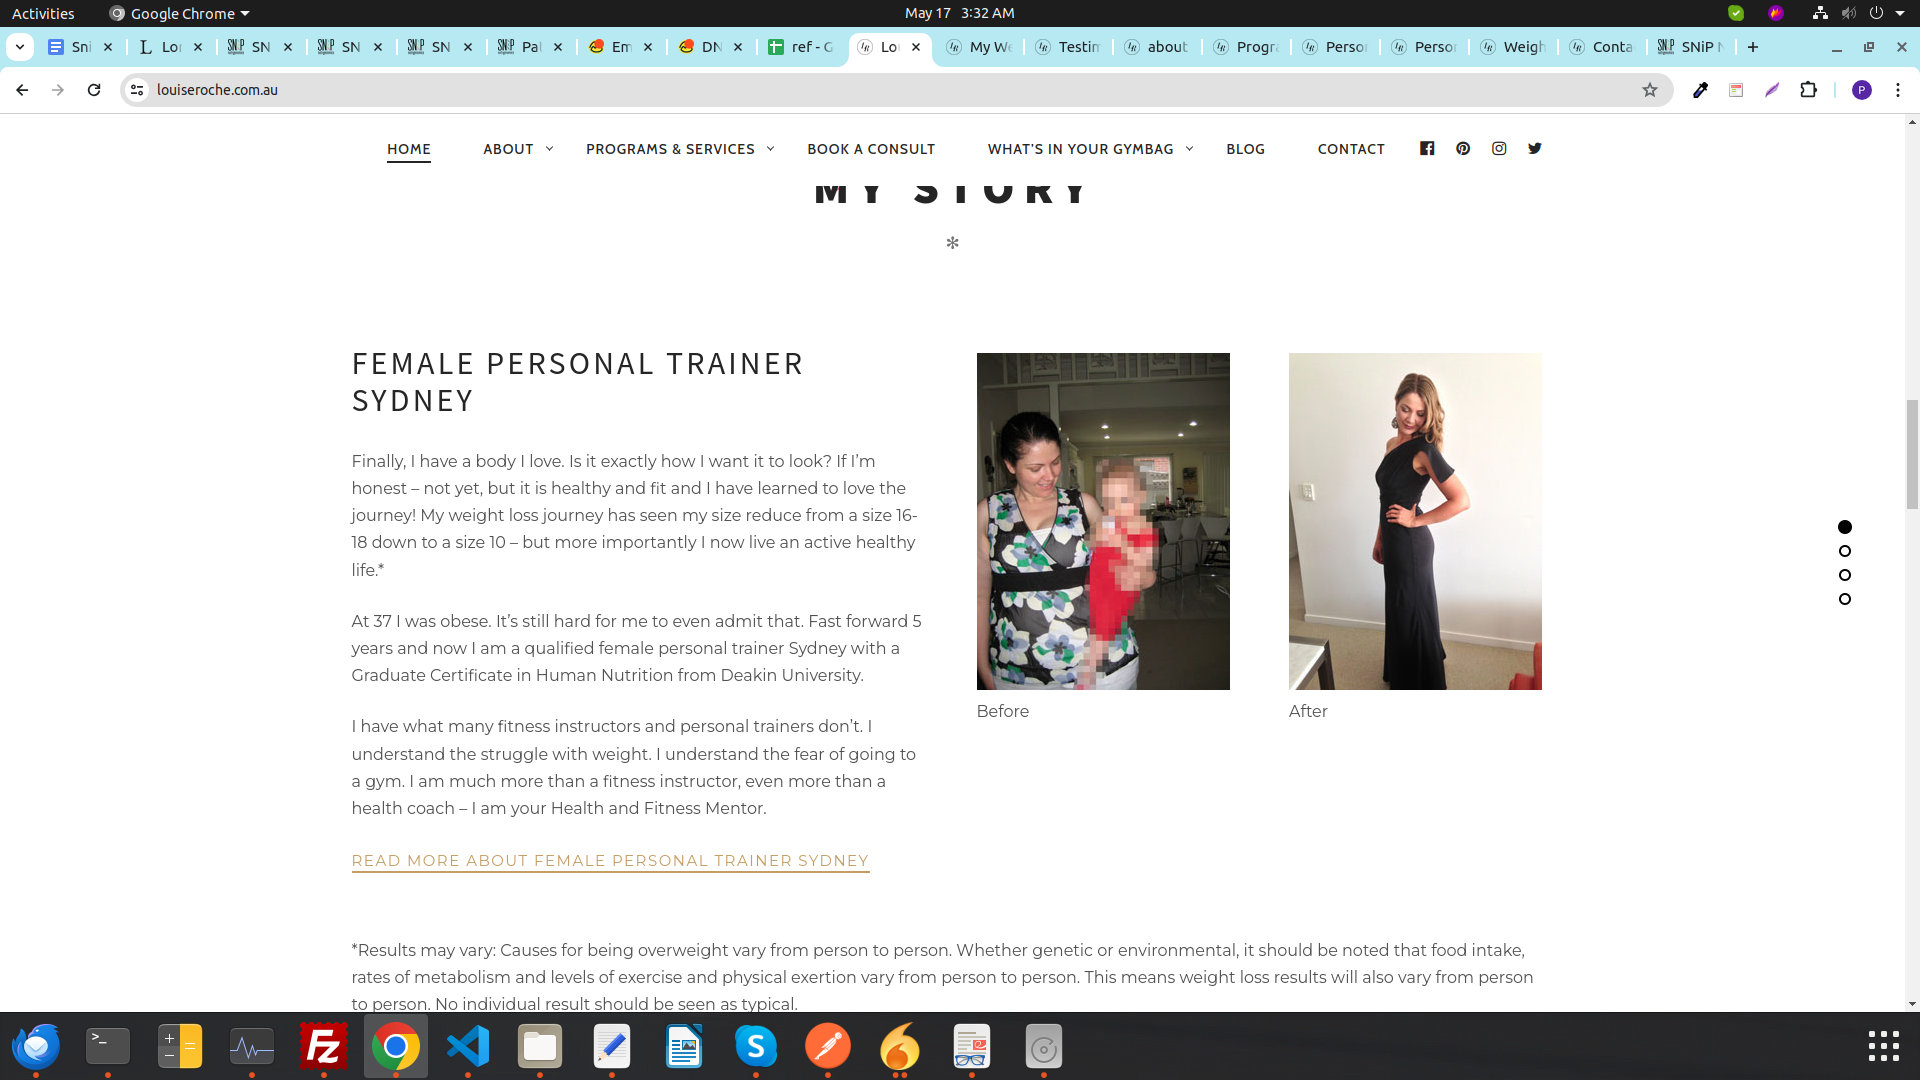 Activities
Google Chrome
May 17 3:32 AM
Sni
Lo
SN
SN
SN
Pal
Em
DN
ref - G
Lo
My We
Testim
about
Progra
Person
Person
Weigh
Conta
SNiP N
louiseroche.com.au
P
HOME
ABOUT
PROGRAMS & SERVICES
BOOK A CONSULT
WHAT'S IN YOUR GYMBAG
BLOG
CONTACT
MY STORY
FEMALE PERSONAL TRAINER
SYDNEY
Finally, I have a body I love. Is it exactly how I want it to look? If I’m
honest – not yet, but it is healthy and fit and I have learned to love the
journey! My weight loss journey has seen my size reduce from a size 16-
18 down to a size 10 – but more importantly I now live an active healthy
life.*
At 37 I was obese. It’s still hard for me to even admit that. Fast forward 5
years and now I am a qualified female personal trainer Sydney with a
Graduate Certificate in Human Nutrition from Deakin University.
I have what many fitness instructors and personal trainers don’t. I
understand the struggle with weight. I understand the fear of going to
a gym. I am much more than a fitness instructor, even more than a
health coach – I am your Health and Fitness Mentor.
READ MORE ABOUT FEMALE PERSONAL TRAINER SYDNEY
Before
After
*Results may vary: Causes for being overweight vary from person to person. Whether genetic or environmental, it should be noted that food intake,
rates of metabolism and levels of exercise and physical exertion vary from person to person. This means weight loss results will also vary from person
to person. No individual result should be seen as typical.